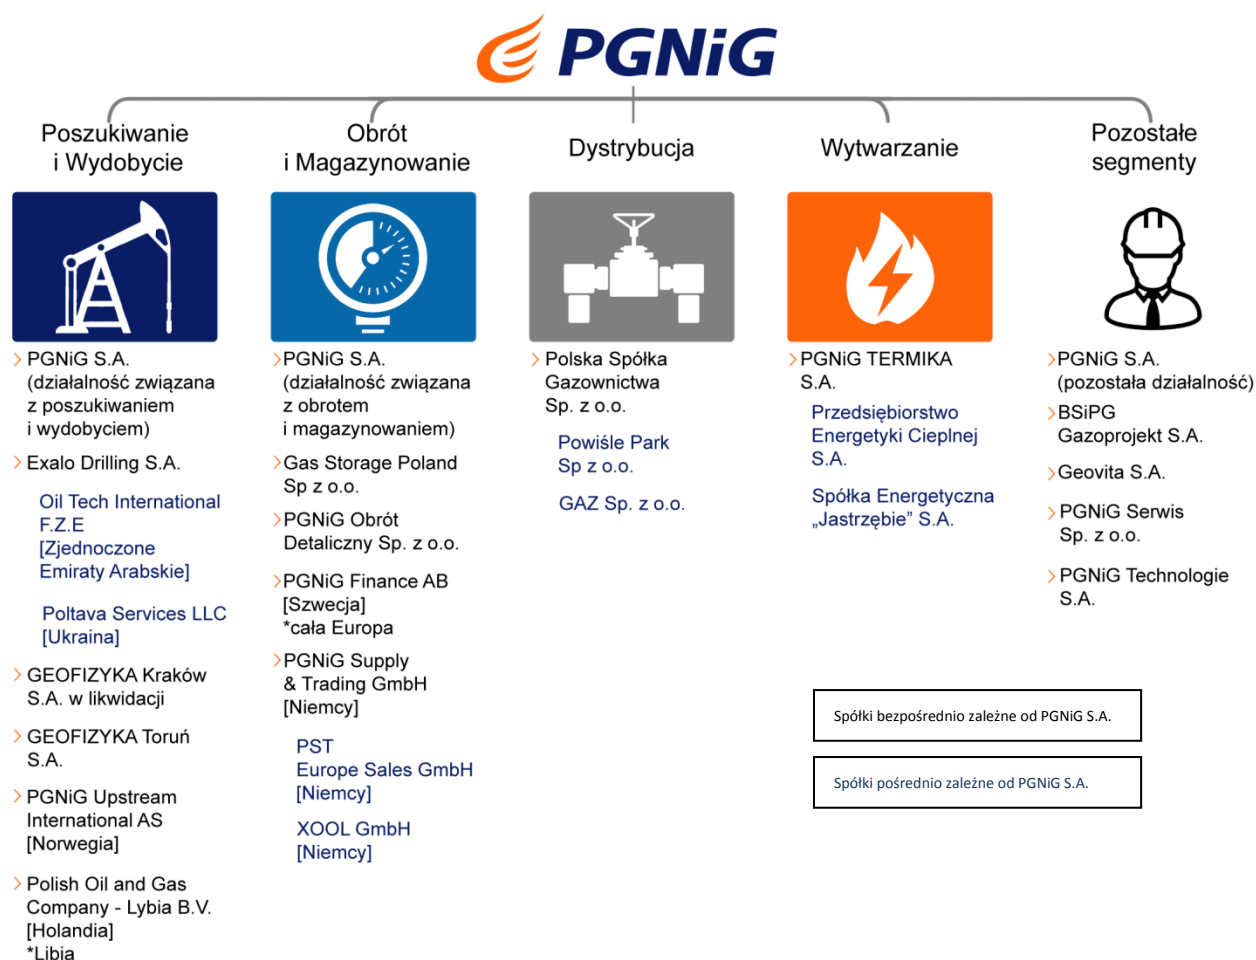 PGNiG
Poszukiwanie
i Wydobycie
PGNiG S.A.
(działalność związana
z poszukiwaniem
i wydobyciem)
Exalo Drilling S.A.
Oil Tech International
F.Z.E
[Zjednoczone
Emiraty Arabskie]
Poltava Services LLC
[Ukraina]
GEOFIZYKA Kraków
S.A. w likwidacji
GEOFIZYKA Toruń
S.A.
PGNiG Upstream
International AS
[Norwegia]
Polish Oil and Gas
Company - Lybia B.V.
[Holandia]
*Libia
Obrót
i Magazynowanie
PGNiG S.A.
(działalność związana
z obrotem
i magazynowaniem)
Gas Storage Poland
Sp z o.o.
PGNiG Obrót
Detaliczny Sp. z o.o.
PGNiG Finance AB
[Szwecja]
*cała Europa
PGNiG Supply
& Trading GmbH
[Niemcy]
PST
Europe Sales GmbH
[Niemcy]
XOOL GmbH
[Niemcy]
Dystrybucja
Polska Spółka
Gazownictwa
Sp. z o.o.
Powiśle Park
Sp z o.o.
GAZ Sp. z o.o.
Wytwarzanie
PGNiG TERMIKA
S.A.
Przedsiębiorstwo
Energetyki Cieplnej
S.A.
Spółka Energetyczna
„Jastrzębie” S.A.
Pozostałe
segmenty
PGNiG S.A.
(pozostała działalność)
BSiPG
Gazoprojekt S.A.
Geovita S.A.
PGNiG Serwis
Sp. z o.o.
PGNiG Technologie
S.A.
Spółki bezpośrednio zależne od PGNiG S.A.
Spółki pośrednio zależne od PGNiG S.A.